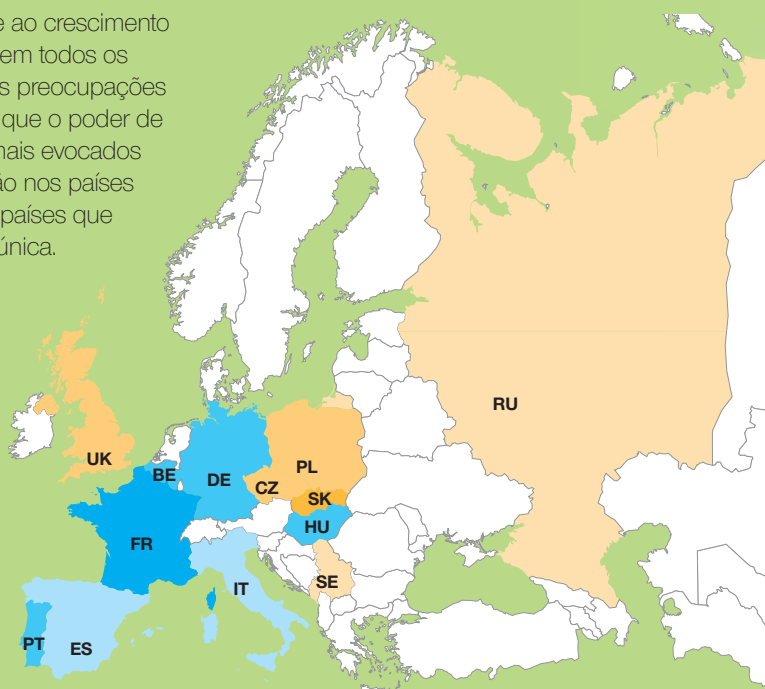 e ao crescimento
em todos os
s preocupações
que o poder de
mais evocados
ão nos países
países que
única.
RU
UK
BE
DE
PL
CZ
SK
HU
FR
IT
SE
PT
ES